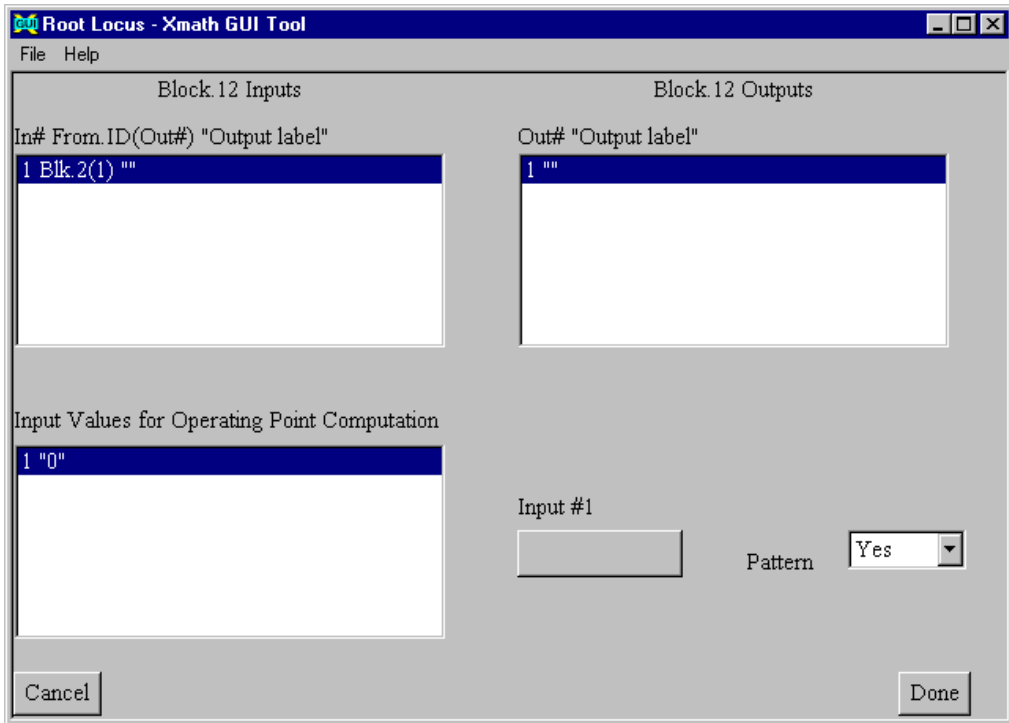 GUI Root Locus - Xmath GUI Tool
File Help
Block.12 Inputs
Block.12 Outputs
In# From.ID(Out#) "Output label"
Out# "Output label"
1 Blk.2(1) ""
1 ""
Input Values for Operating Point Computation
1 "0"
Input #1
Pattern
Yes
Cancel
Done